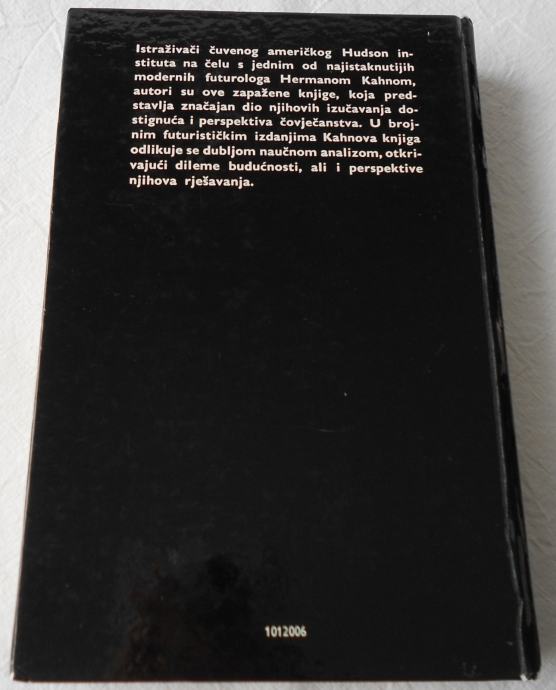 Istraživači čuvenog američkog Hudson in-
stituta na čelu s jednim od najistaknutijih
modernih futurologa Hermanom Kahnom,
autori su ove zapažene knjige, koja pred-
stavlja značajan dio njihovih izučavanja do-
stignuća i perspektiva čovječanstva. U broj-
nim futurističkim izdanjima Kahnova knjiga
odlikuje se dubljom naučnom analizom, otkri-
vajući dileme budućnosti, ali i perspektive
njihova rješavanja.
1012006